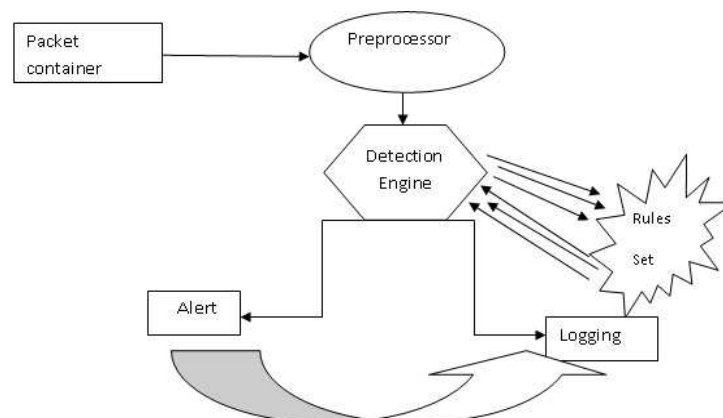 Packet
container
Preprocessor
Detection
Engine
Rules
Set
Alert
Logging